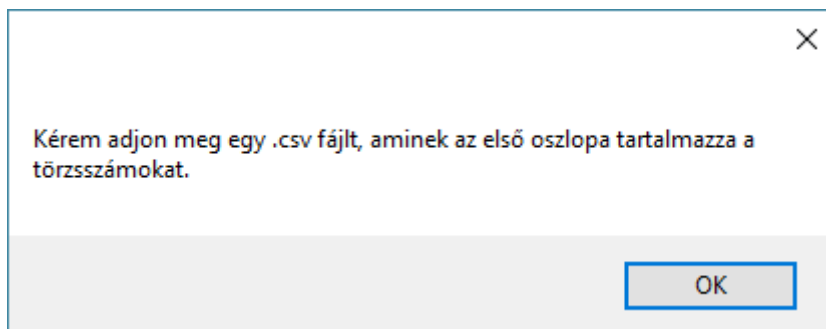 Kérem adjon meg egy .csv fájlt, aminek az első oszlopa tartalmazza a
törzsszámokat.
OK